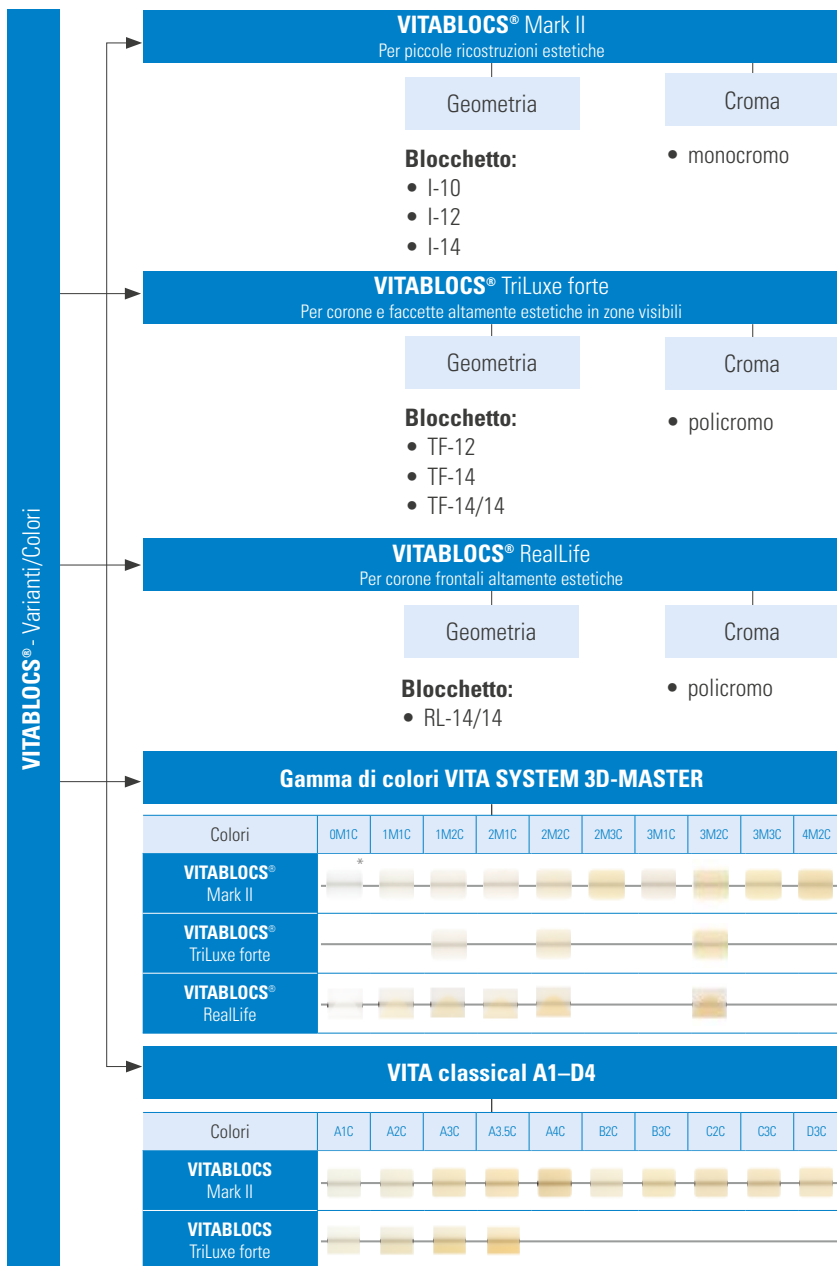 VITABLOCS® - Varianti/Colori
VITABLOCS® Mark II
Per piccole ricostruzioni estetiche
Geometria
Croma
Blocchetto:
• I-10
• I-12
• I-14
• monocromo
VITABLOCS® TriLuxe forte
Per corone e faccette altamente estetiche in zone visibili
Geometria
Croma
Blocchetto:
• TF-12
• TF-14
• TF-14/14
• policromo
VITABLOCS® RealLife
Per corone frontali altamente estetiche
Geometria
Croma
Blocchetto:
• RL-14/14
• policromo
Gamma di colori VITA SYSTEM 3D-MASTER
Colori 0M1C 1M1C 1M2C 2M1C 2M2C 2M3C 3M1C 3M2C 3M3C 4M2C
VITABLOCS®
Mark II
*
VITABLOCS®
TriLuxe forte
VITABLOCS®
RealLife
VITA classical A1–D4
Colori A1C A2C A3C A3.5C A4C B2C B3C C2C C3C D3C
VITABLOCS
Mark II
VITABLOCS
TriLuxe forte